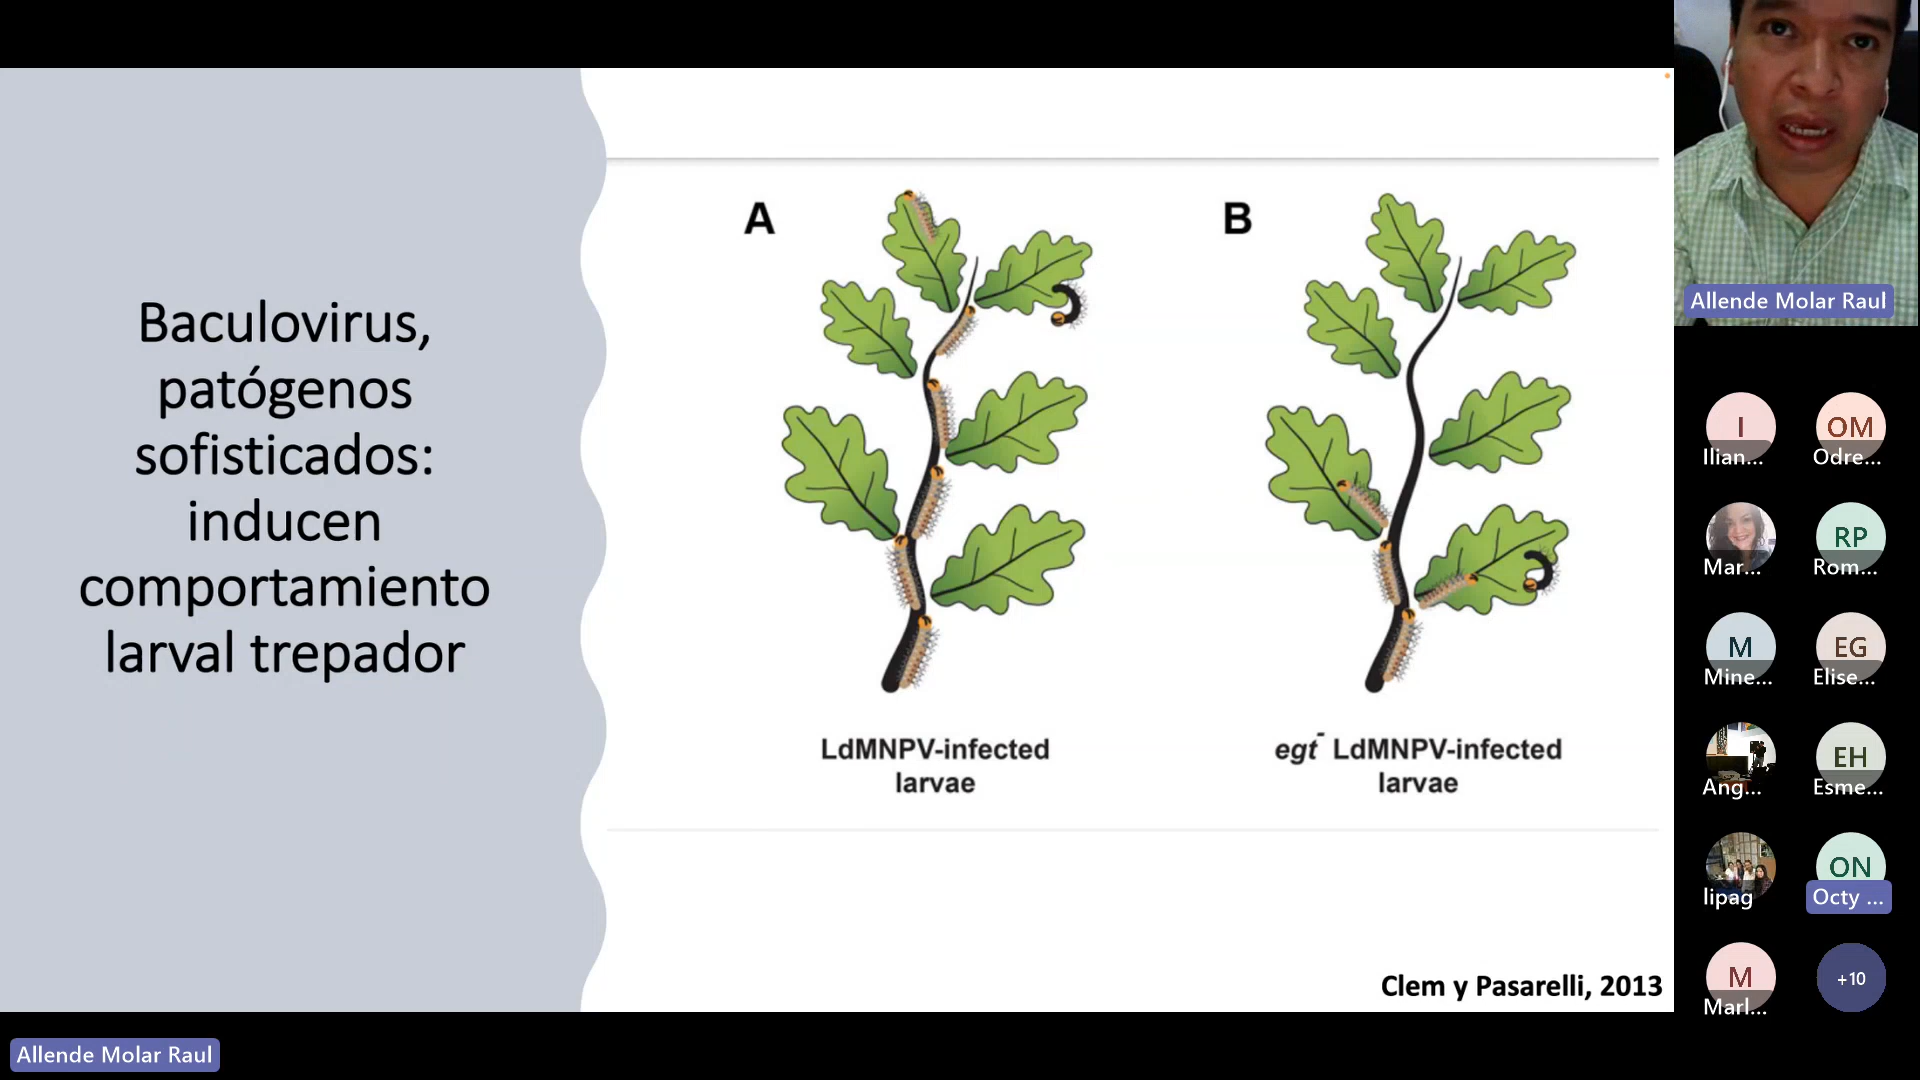 Baculovirus,
patógenos
sofisticados:
inducen
comportamiento
larval trepador
A
B
LdMNPV-infected
larvae
egt⁻ LdMNPV-infected
larvae
Clem y Pasarelli, 2013
Allende Molar Raul
I
Ilian...
OM
Odre...
Mar...
RP
Rom...
M
Mine...
EG
Elise...
Ang...
EH
Esme...
lipag
ON
Octy ...
M
Marl...
+10
Allende Molar Raul